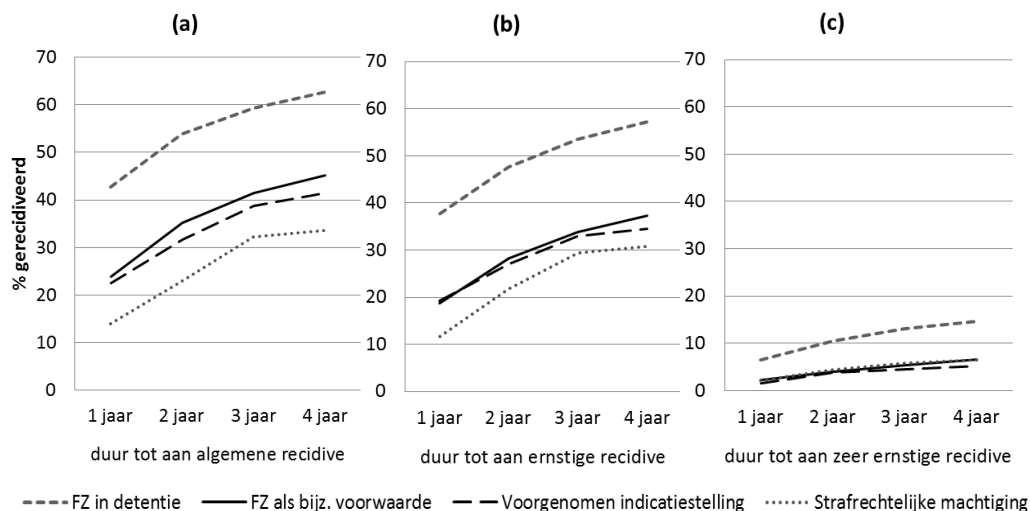 (a)
(b)
(c)
% gerecidiveerd
70
60
50
40
30
20
10
0
1 jaar 2 jaar 3 jaar 4 jaar
duur tot aan algemene recidive
70
60
50
40
30
20
10
0
1 jaar 2 jaar 3 jaar 4 jaar
duur tot aan ernstige recidive
70
60
50
40
30
20
10
0
1 jaar 2 jaar 3 jaar 4 jaar
duur tot aan zeer ernstige recidive
FZ in detentie FZ als bijz. voorwaarde Voorgenomen indicatiestelling Strafrechtelijke machtiging